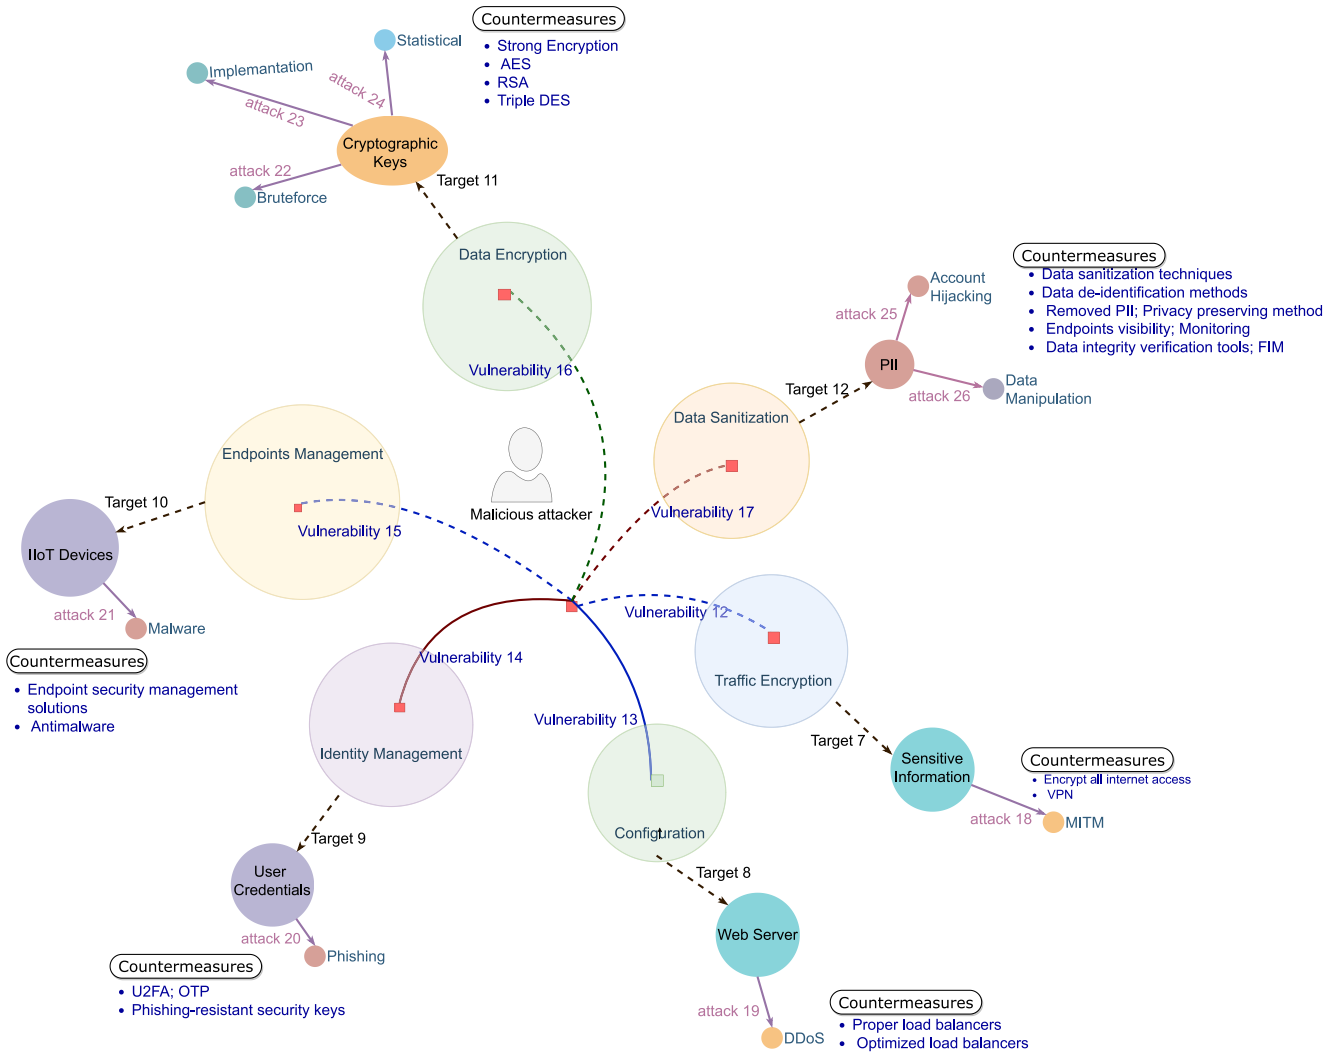 Countermeasures
Strong Encryption
AES
RSA
Triple DES
Statistical
Implemantation
attack 24
attack 23
Cryptographic
Keys
attack 22
Bruteforce
Target 11
Data Encryption
Vulnerability 16
Countermeasures
Data sanitization techniques
Data de-identification methods
Removed PII; Privacy preserving method
Endpoints visibility; Monitoring
Data integrity verification tools; FIM
Account
Hijacking
attack 25
PII
Target 12
attack 26
Data
Manipulation
Data Sanitization
Vulnerability 17
Malicious attacker
Endpoints Management
Vulnerability 15
Target 10
IIoT Devices
attack 21
Malware
Countermeasures
Endpoint security management
solutions
Antimalware
Vulnerability 12
Traffic Encryption
Target 7
Sensitive
Information
attack 18
MITM
Countermeasures
Encrypt all internet access
VPN
Vulnerability 14
Identity Management
Target 9
User
Credentials
attack 20
Phishing
Countermeasures
U2FA; OTP
Phishing-resistant security keys
Vulnerability 13
Configuration
Target 8
Web Server
attack 19
DDoS
Countermeasures
Proper load balancers
Optimized load balancers